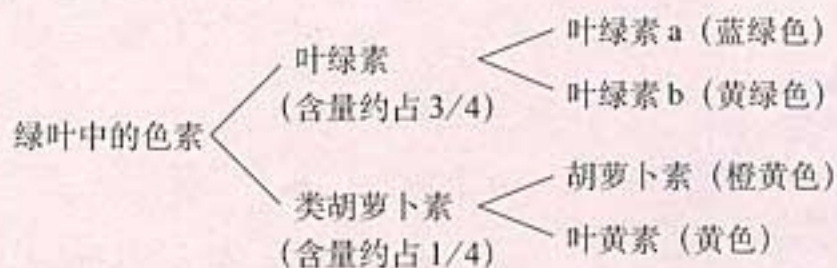 叶绿素 a（蓝绿色）
叶绿素
（含量约占 3/4）
叶绿素 b（黄绿色）
绿叶中的色素
胡萝卜素（橙黄色）
类胡萝卜素
（含量约占 1/4）
叶黄素（黄色）